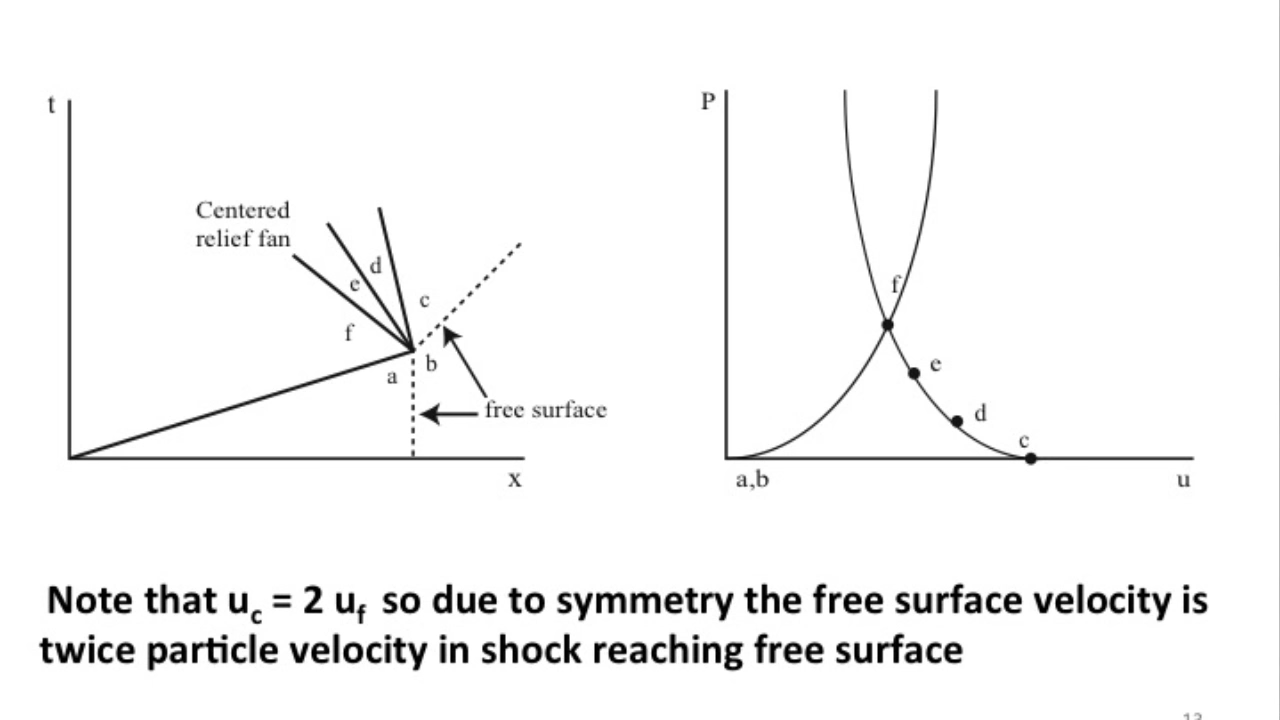 t
Centered
relief fan
d
e
c
f
b
a
free surface
x
P
f
e
d
c
a,b
u
Note that u_c = 2 u_f so due to symmetry the free surface velocity is
twice particle velocity in shock reaching free surface